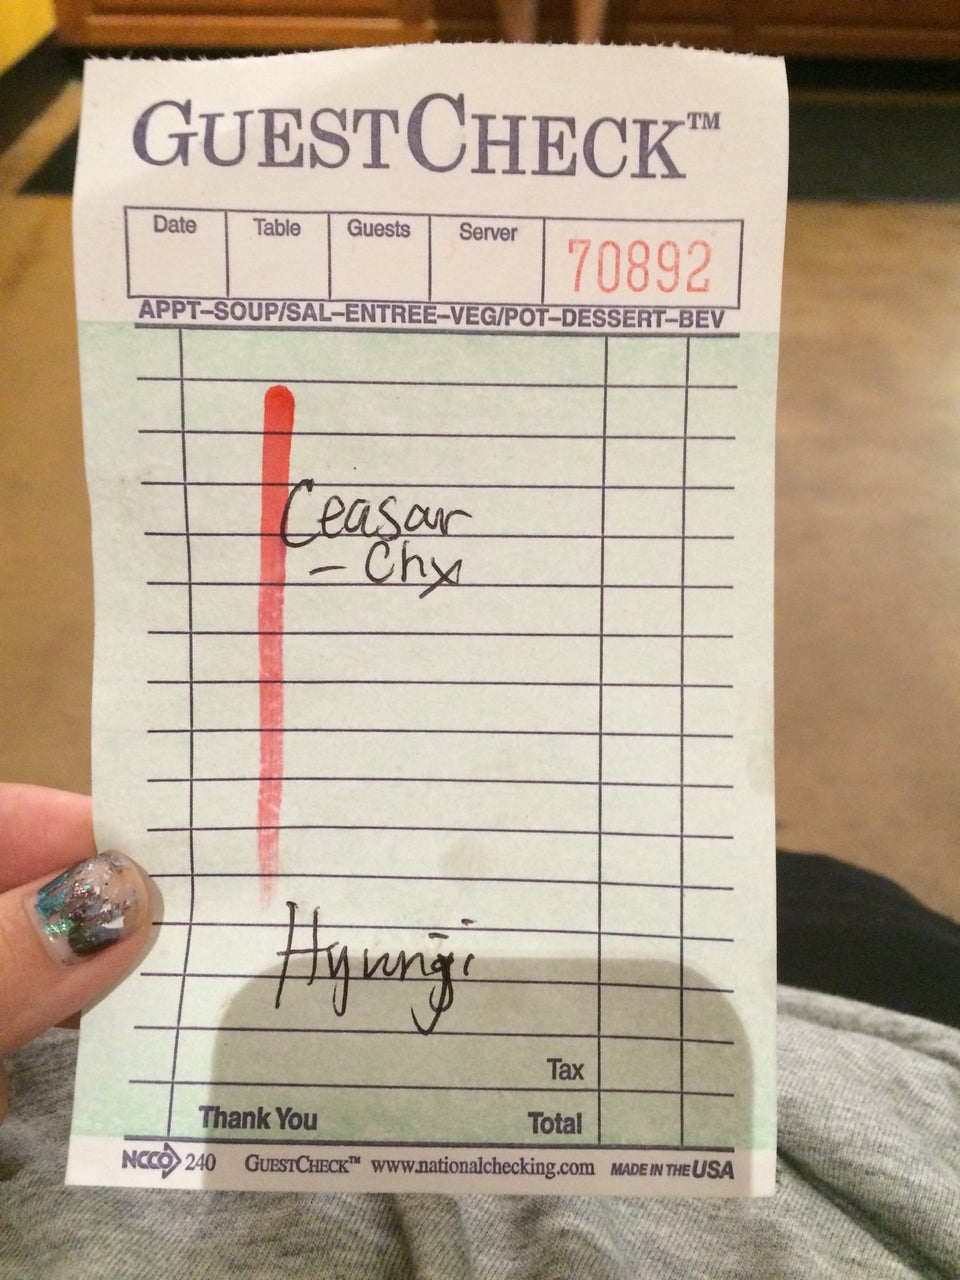 GUESTCHECK™
Date Table Guests Server 70892
APPT–SOUP/SAL–ENTREE–VEG/POT–DESSERT–BEV
Ceasar
– Chx
Hyungi
Tax
Thank You Total
NCCO 240 GUESTCHECK™ www.nationalchecking.com MADE IN THE USA